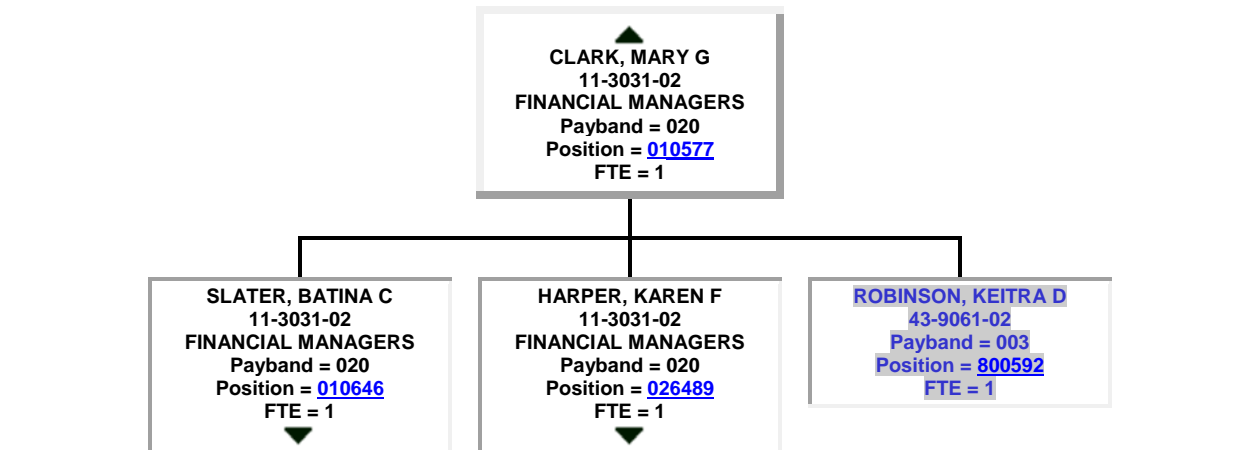 CLARK, MARY G
11-3031-02
FINANCIAL MANAGERS
Payband = 020
Position = 010577
FTE = 1
SLATER, BATINA C
11-3031-02
FINANCIAL MANAGERS
Payband = 020
Position = 010646
FTE = 1
HARPER, KAREN F
11-3031-02
FINANCIAL MANAGERS
Payband = 020
Position = 026489
FTE = 1
ROBINSON, KEITRA D
43-9061-02
Payband = 003
Position = 800592
FTE = 1